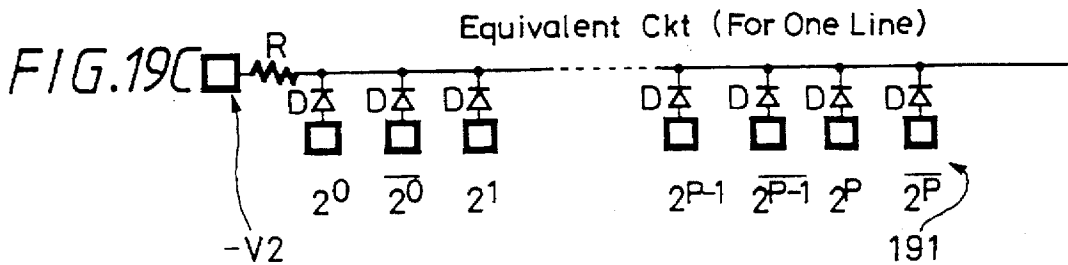 Equivalent Ckt (For One Line)
FIG.19C R
D D D D D D D
2⁰ 2̅⁰̅ 2¹ 2ᴾ⁻¹ 2̅ᴾ̅⁻̅¹̅ 2ᴾ 2̅ᴾ̅
-V2 191